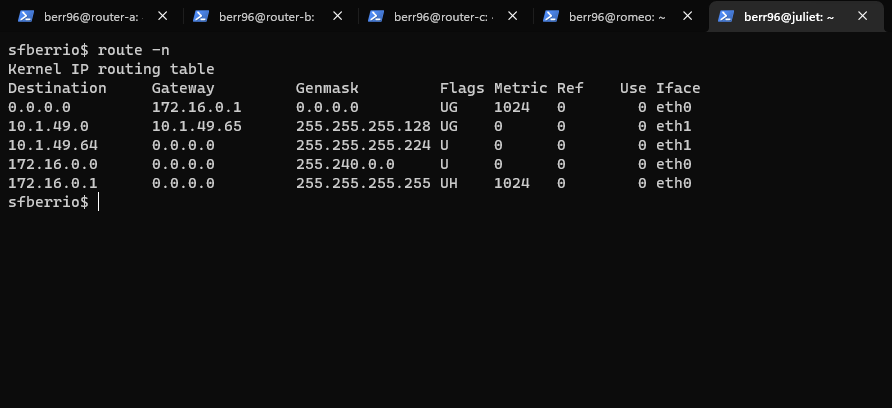 berr96@router-a: berr96@router-b: berr96@router-c: berr96@romeo: ~ berr96@juliet: ~
sfberrio$ route -n
Kernel IP routing table
Destination     Gateway         Genmask         Flags Metric Ref    Use Iface
0.0.0.0         172.16.0.1      0.0.0.0         UG    1024   0        0 eth0
10.1.49.0       10.1.49.65      255.255.255.128 UG    0      0        0 eth1
10.1.49.64      0.0.0.0         255.255.255.224 U     0      0        0 eth1
172.16.0.0      0.0.0.0         255.240.0.0     U     0      0        0 eth0
172.16.0.1      0.0.0.0         255.255.255.255 UH    1024   0        0 eth0
sfberrio$